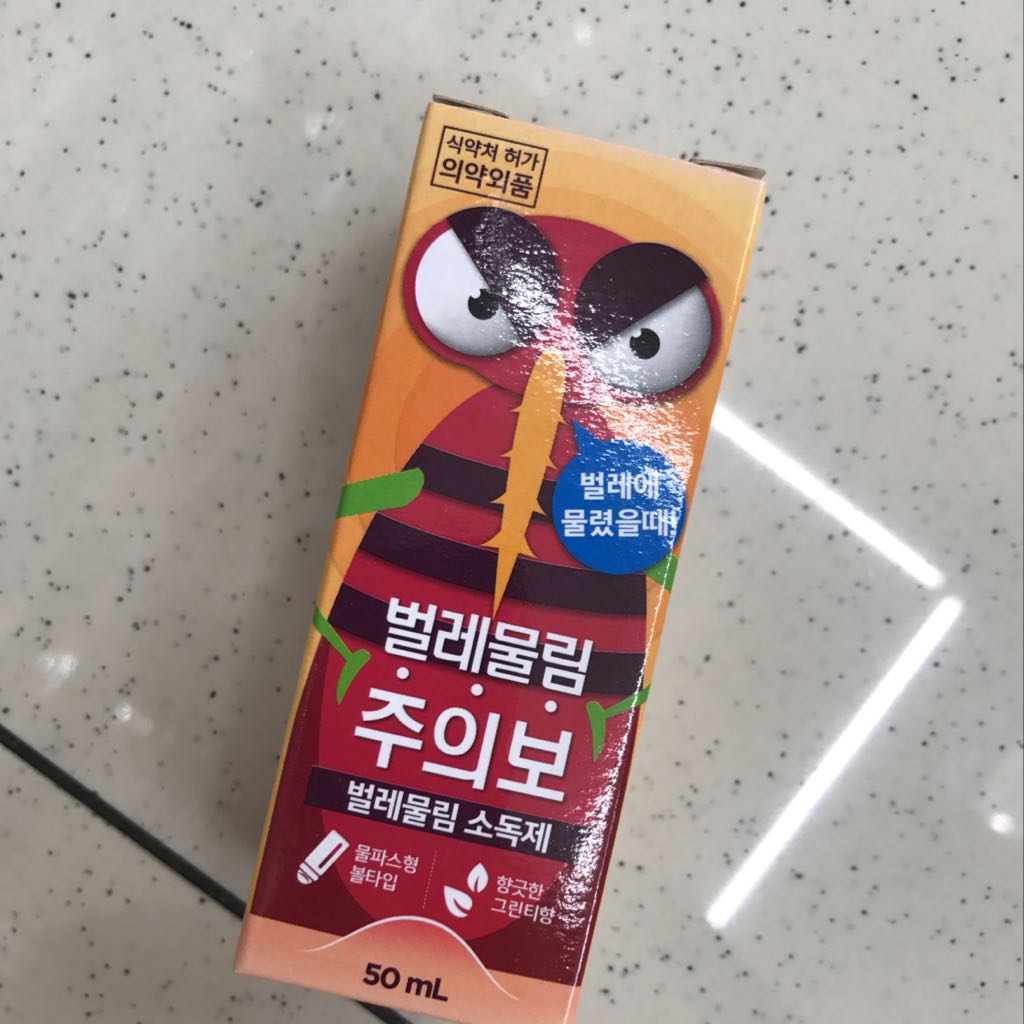 식약처 허가
의약외품
벌레에
물렸을때!
벌레물림
주의보
벌레물림 소독제
물파스형
볼타입
향긋한
그린티향
50 mL